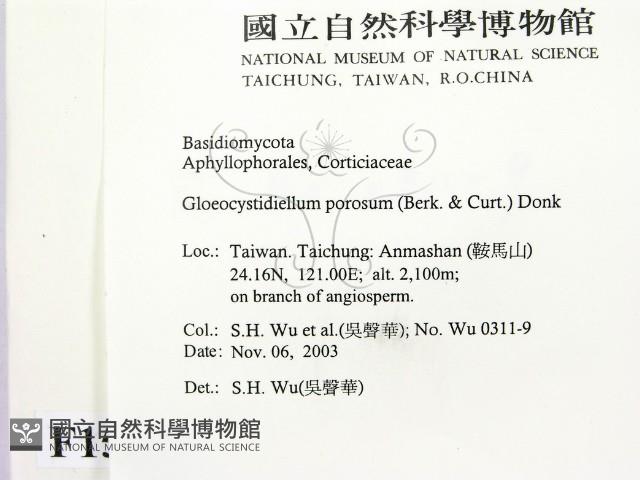 國立自然科學博物館
NATIONAL MUSEUM OF NATURAL SCIENCE
TAICHUNG, TAIWAN, R.O.CHINA
Basidiomycota
Aphyllophorales, Corticiaceae
Gloeocystidiellum porosum (Berk. & Curt.) Donk
Loc.: Taiwan. Taichung: Anmashan (鞍馬山)
24.16N, 121.00E; alt. 2,100m;
on branch of angiosperm.
Col.: S.H. Wu et al.(吳聲華); No. Wu 0311-9
Date: Nov. 06, 2003
Det.: S.H. Wu(吳聲華)
國立自然科學博物館
NATIONAL MUSEUM OF NATURAL SCIENCE